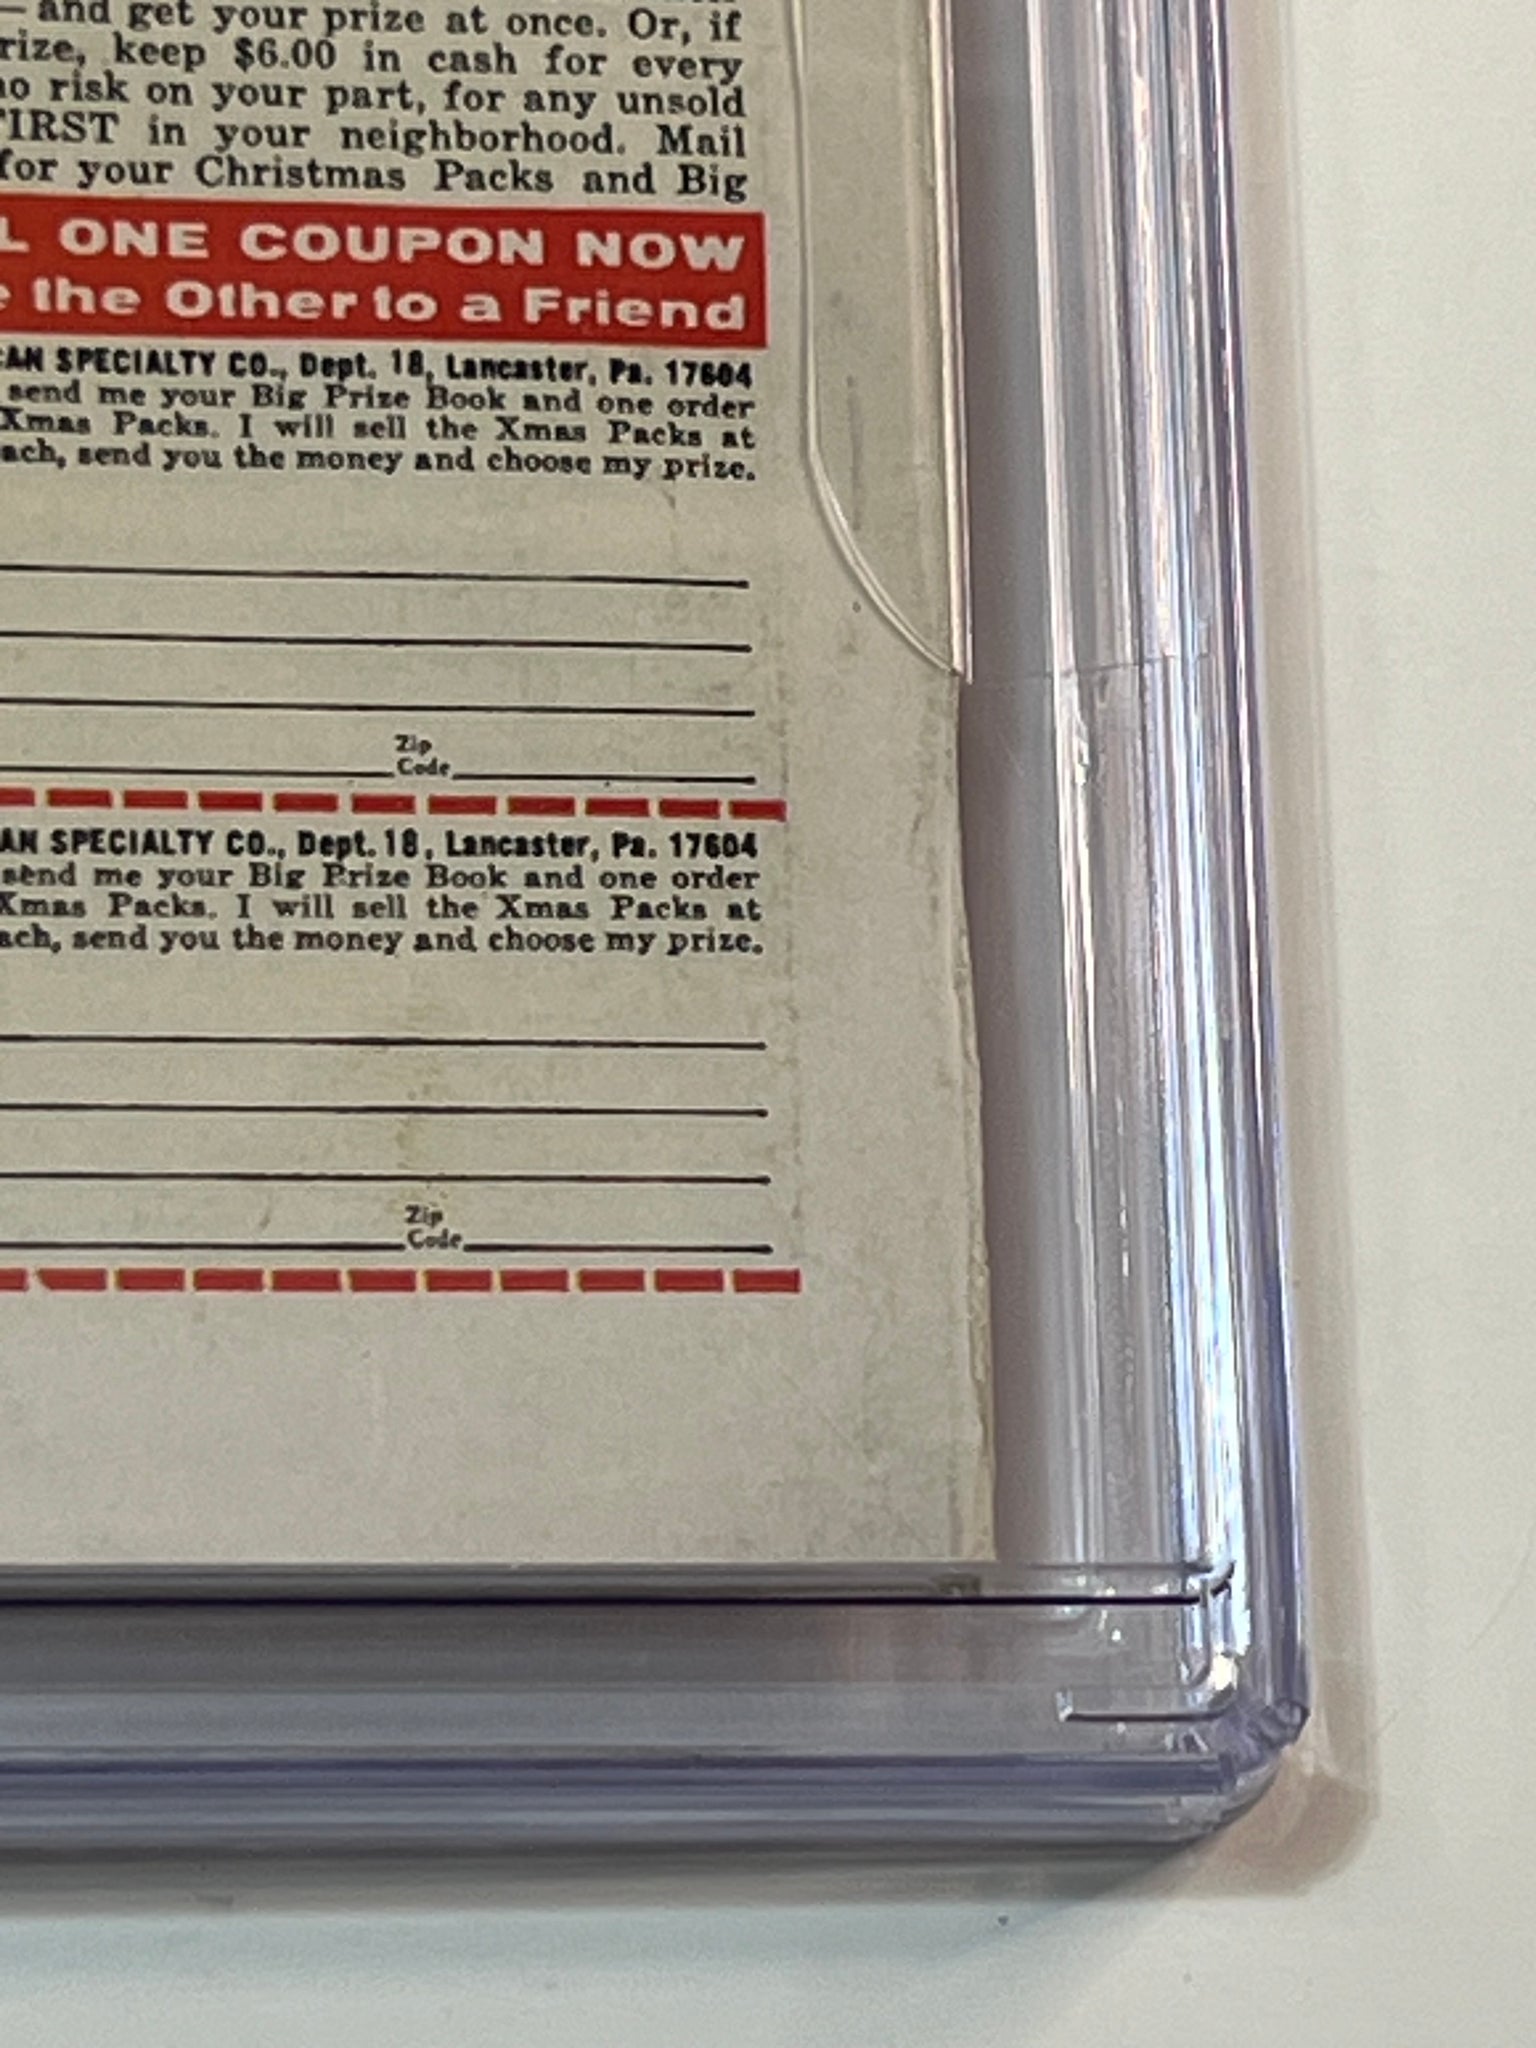 —and get your prize at once. Or, if
rize, keep $6.00 in cash for every
no risk on your part, for any unsold
FIRST in your neighborhood. Mail
for your Christmas Packs and Big
L ONE COUPON NOW
e the Other to a Friend
CAN SPECIALTY CO., Dept. 18, Lancaster, Pa. 17604
send me your Big Prize Book and one order
Xmas Packs. I will sell the Xmas Packs at
ach, send you the money and choose my prize.
Zip
Code
AN SPECIALTY CO., Dept. 18, Lancaster, Pa. 17604
send me your Big Prize Book and one order
Xmas Packs. I will sell the Xmas Packs at
ach, send you the money and choose my prize.
Zip
Code